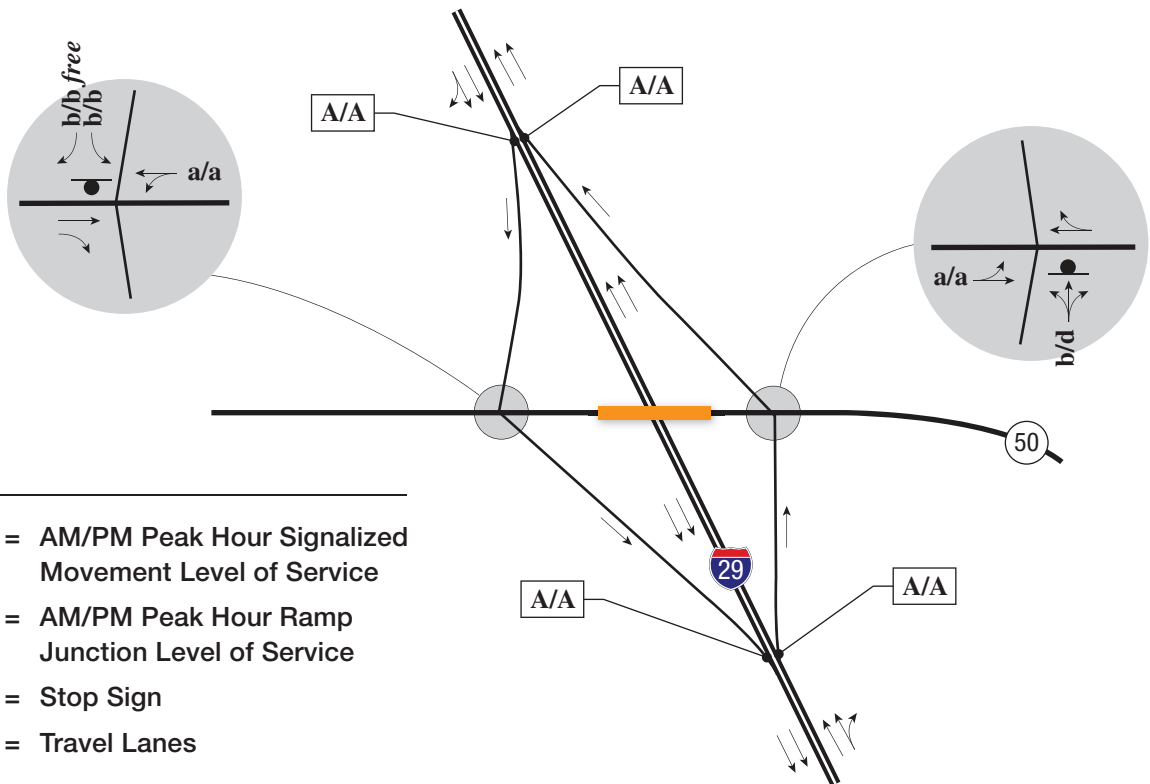 b/b free
b/b
a/a
A/A
A/A
a/a
b/d
50
29
A/A
A/A
= AM/PM Peak Hour Signalized
Movement Level of Service
= AM/PM Peak Hour Ramp
Junction Level of Service
= Stop Sign
= Travel Lanes